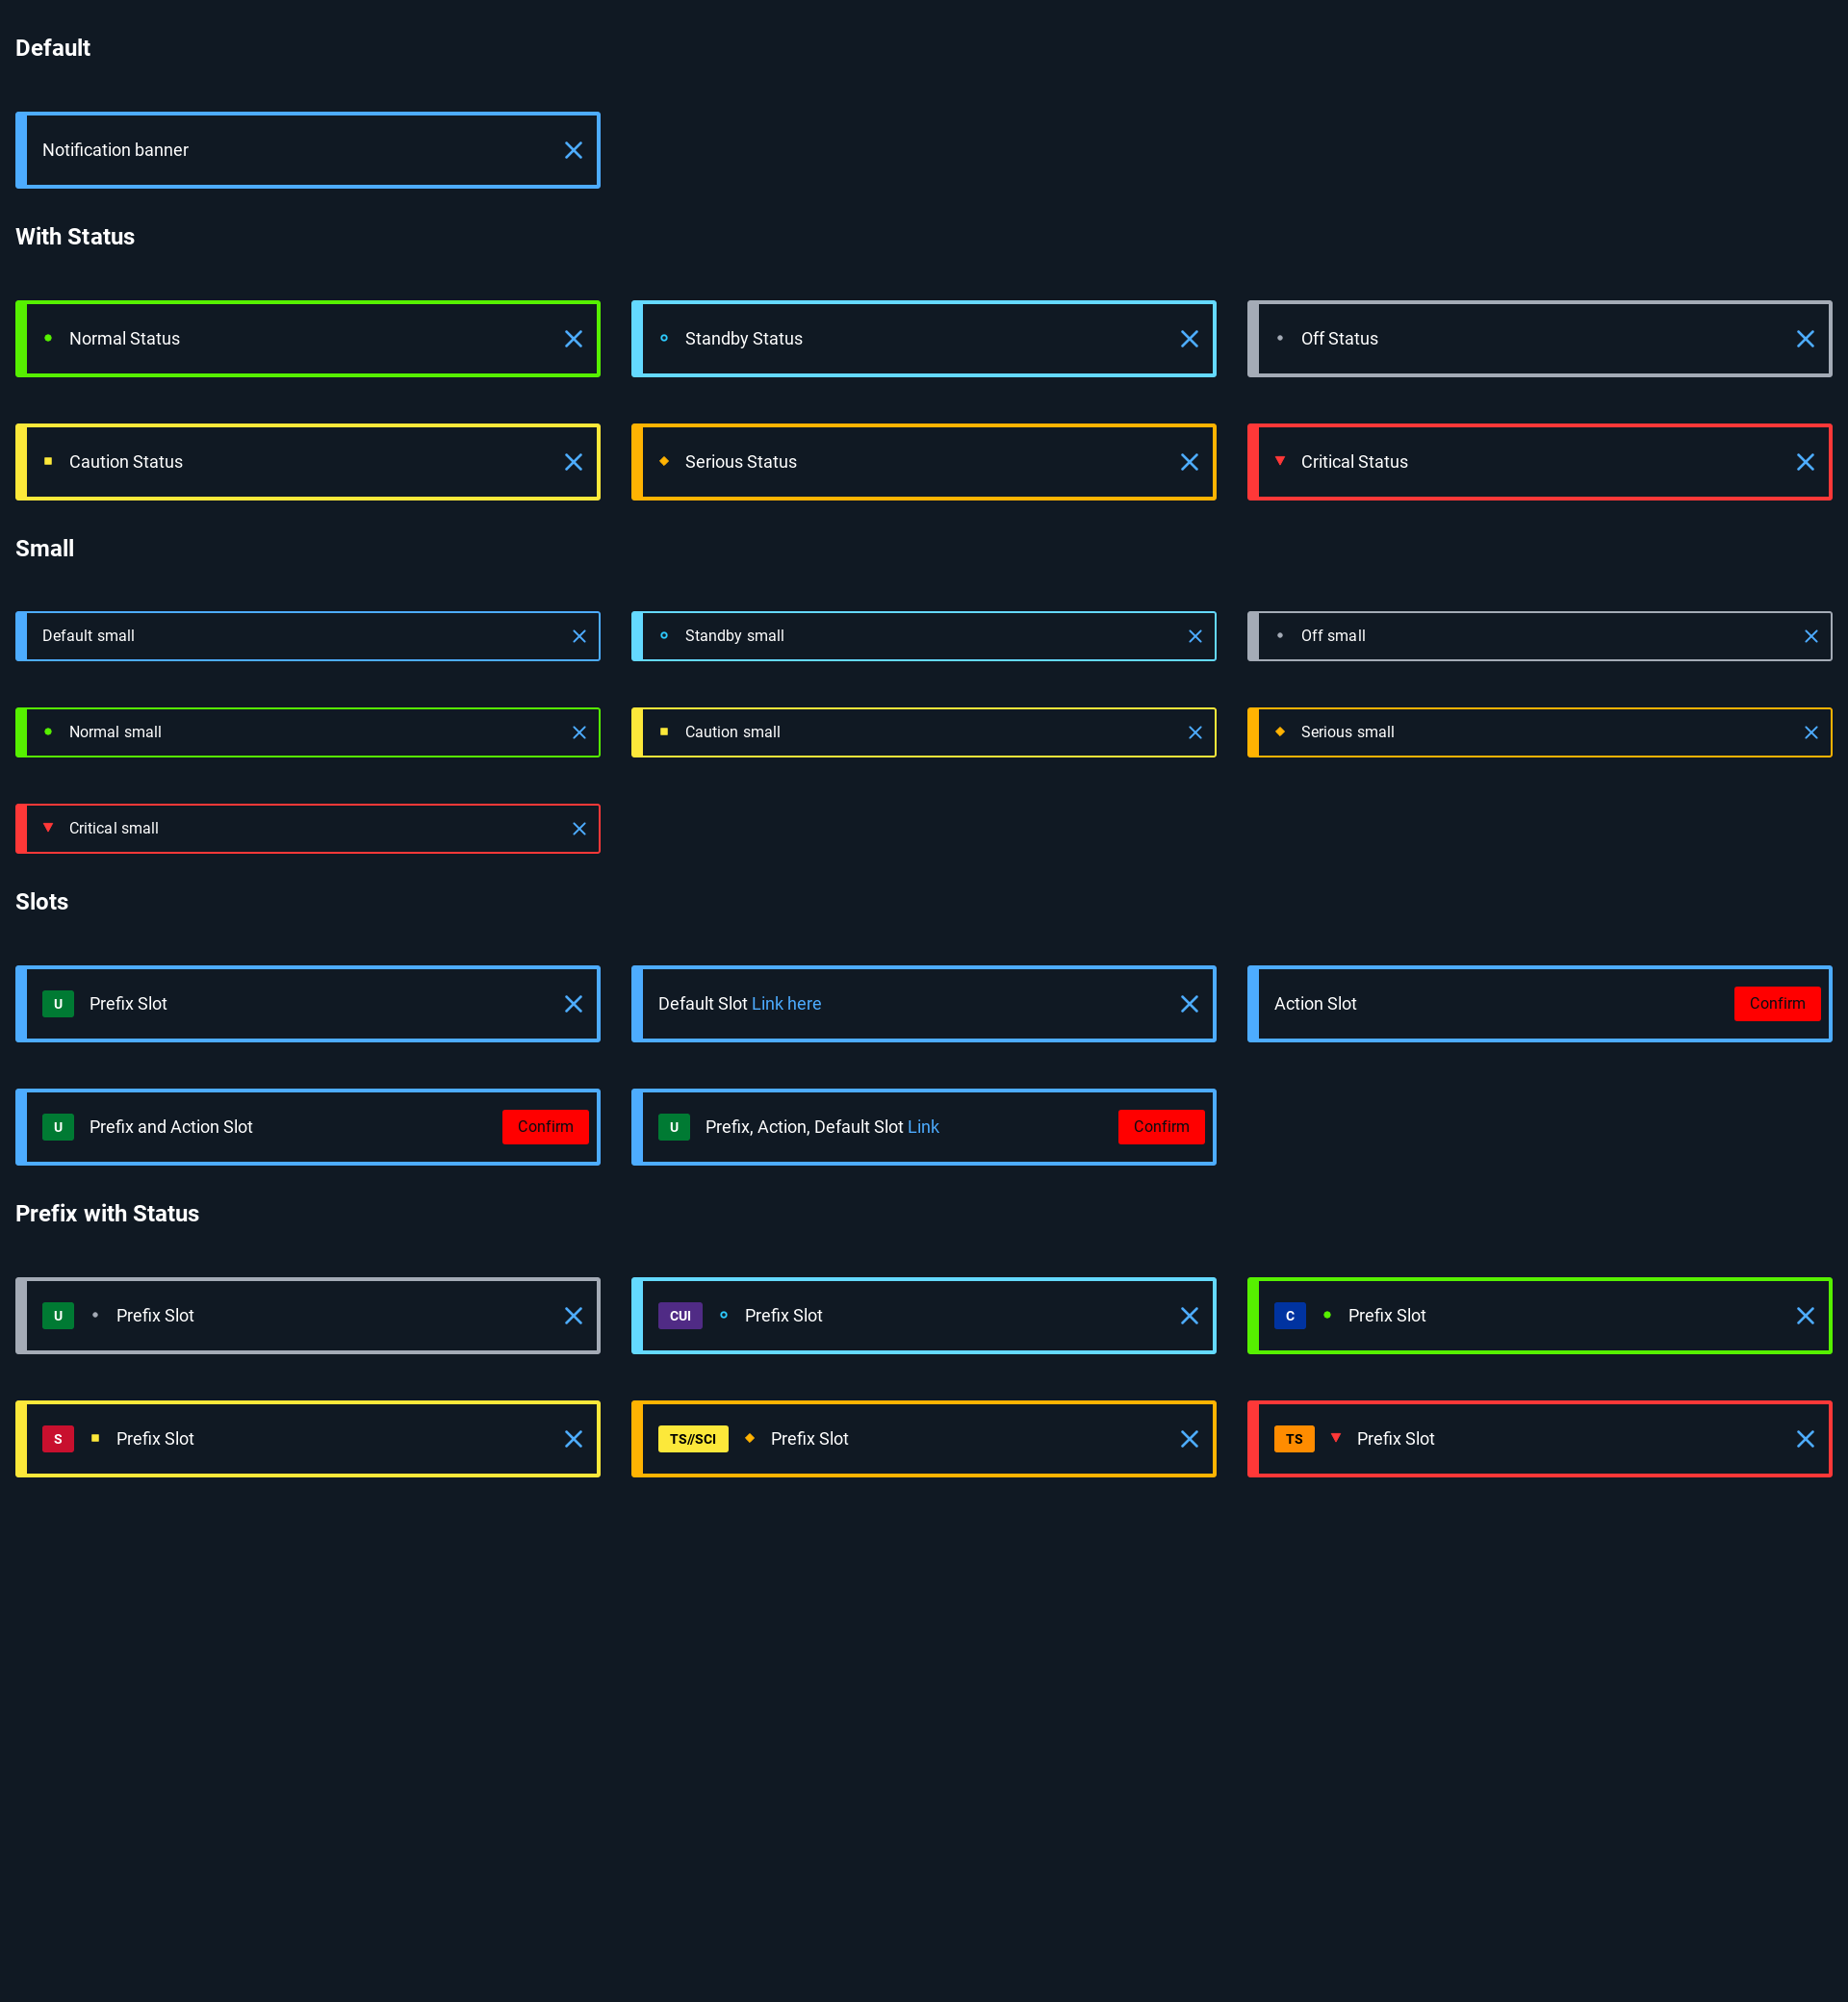 Default
Notification banner
With Status
Normal Status
Standby Status
Off Status
Caution Status
Serious Status
Critical Status
Small
Default small
Standby small
Off small
Normal small
Caution small
Serious small
Critical small
Slots
U Prefix Slot
Default Slot Link here
Action Slot Confirm
U Prefix and Action Slot Confirm
U Prefix, Action, Default Slot Link Confirm
Prefix with Status
U Prefix Slot
CUI Prefix Slot
C Prefix Slot
S Prefix Slot
TS//SCI Prefix Slot
TS Prefix Slot